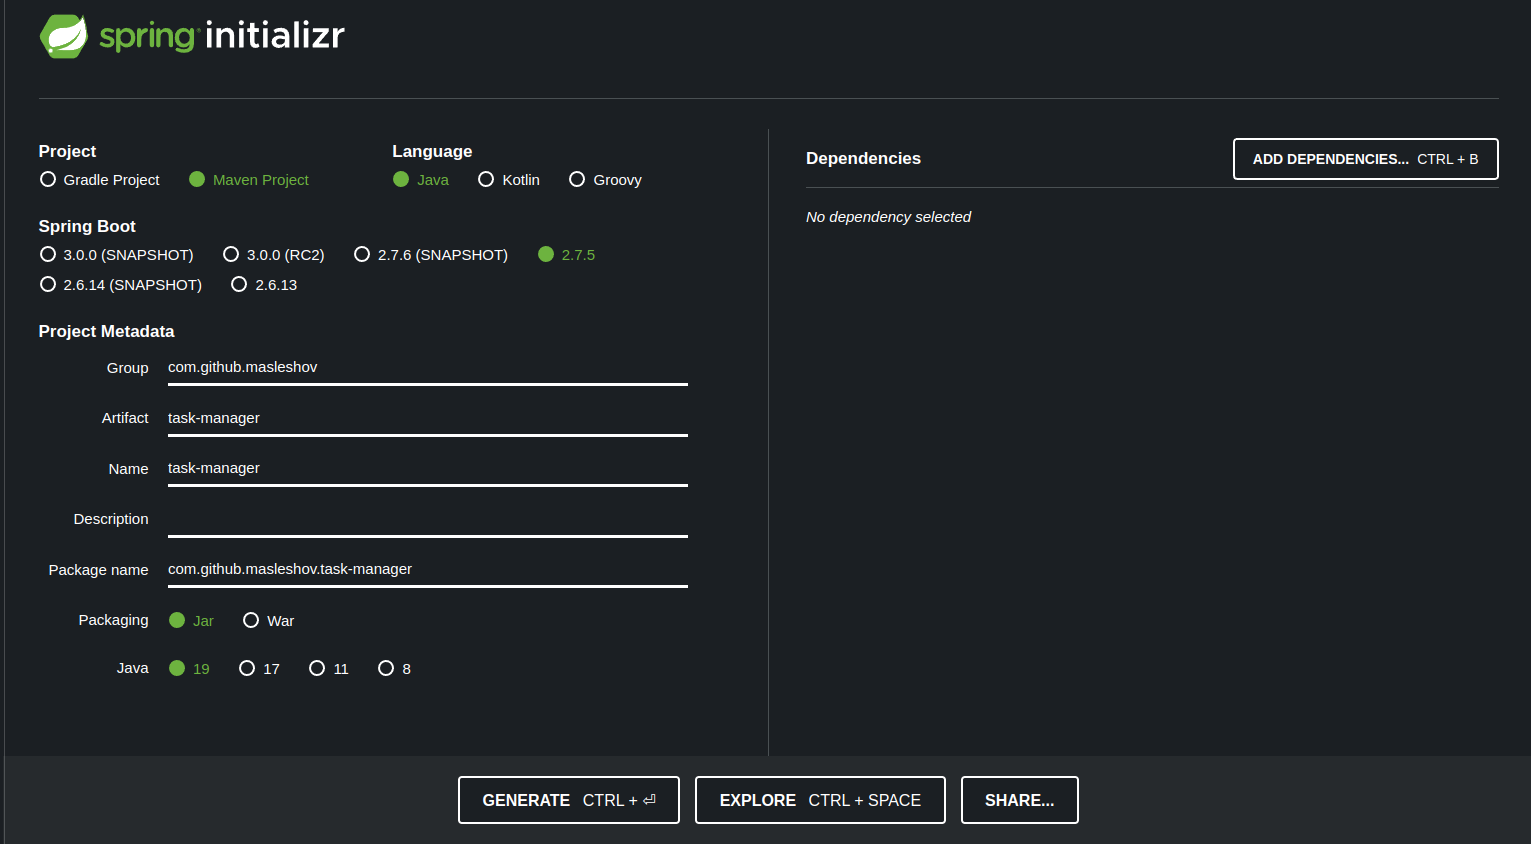 spring initializr
Project
Gradle Project Maven Project
Language
Java Kotlin Groovy
Spring Boot
3.0.0 (SNAPSHOT) 3.0.0 (RC2) 2.7.6 (SNAPSHOT) 2.7.5
2.6.14 (SNAPSHOT) 2.6.13
Project Metadata
Group com.github.masleshov
Artifact task-manager
Name task-manager
Description
Package name com.github.masleshov.task-manager
Packaging Jar War
Java 19 17 11 8
Dependencies
ADD DEPENDENCIES... CTRL + B
No dependency selected
GENERATE CTRL + ⏎
EXPLORE CTRL + SPACE
SHARE...